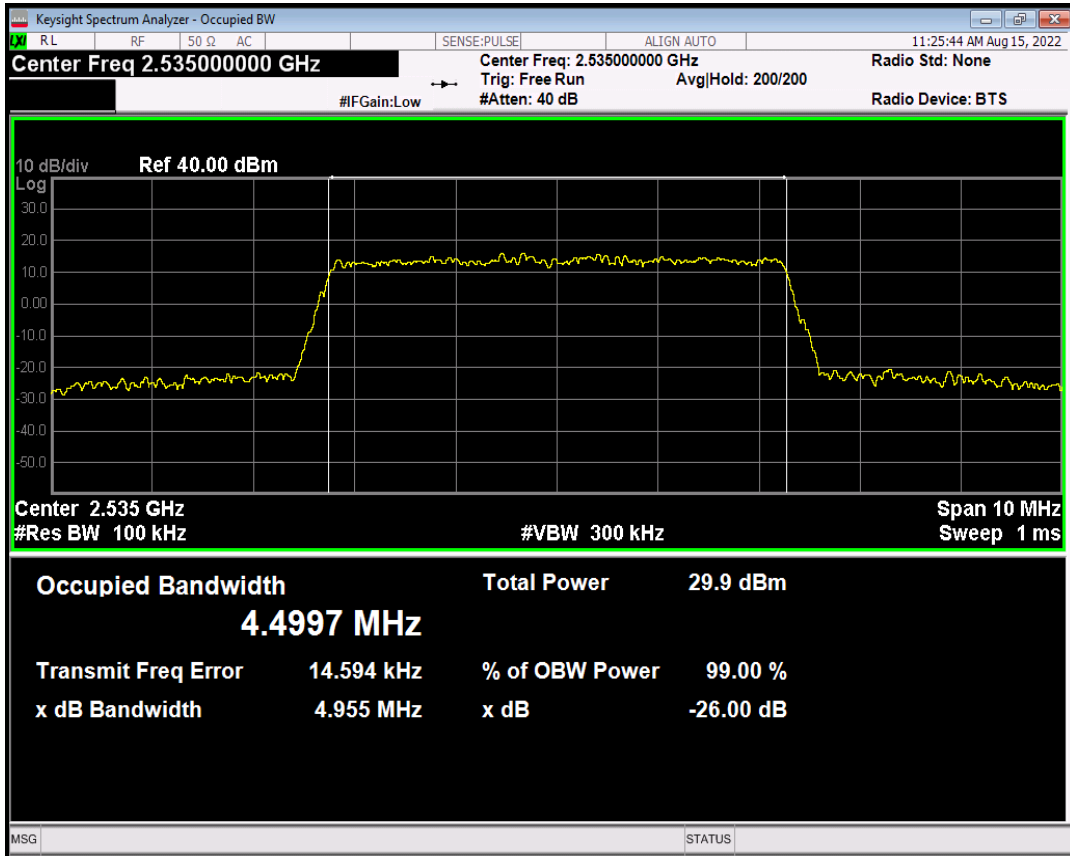 Keysight Spectrum Analyzer - Occupied BW
LXI RL RF 50 Ω AC SENSE:PULSE ALIGN AUTO 11:25:44 AM Aug 15, 2022
Center Freq 2.535000000 GHz Center Freq: 2.535000000 GHz Radio Std: None
Trig: Free Run Avg|Hold: 200/200
#IFGain:Low #Atten: 40 dB Radio Device: BTS
10 dB/div Ref 40.00 dBm
Log
30.0
20.0
10.0
0.00
-10.0
-20.0
-30.0
-40.0
-50.0
Center 2.535 GHz Span 10 MHz
#Res BW 100 kHz #VBW 300 kHz Sweep 1 ms
Occupied Bandwidth Total Power 29.9 dBm
4.4997 MHz
Transmit Freq Error 14.594 kHz % of OBW Power 99.00 %
x dB Bandwidth 4.955 MHz x dB -26.00 dB
MSG STATUS